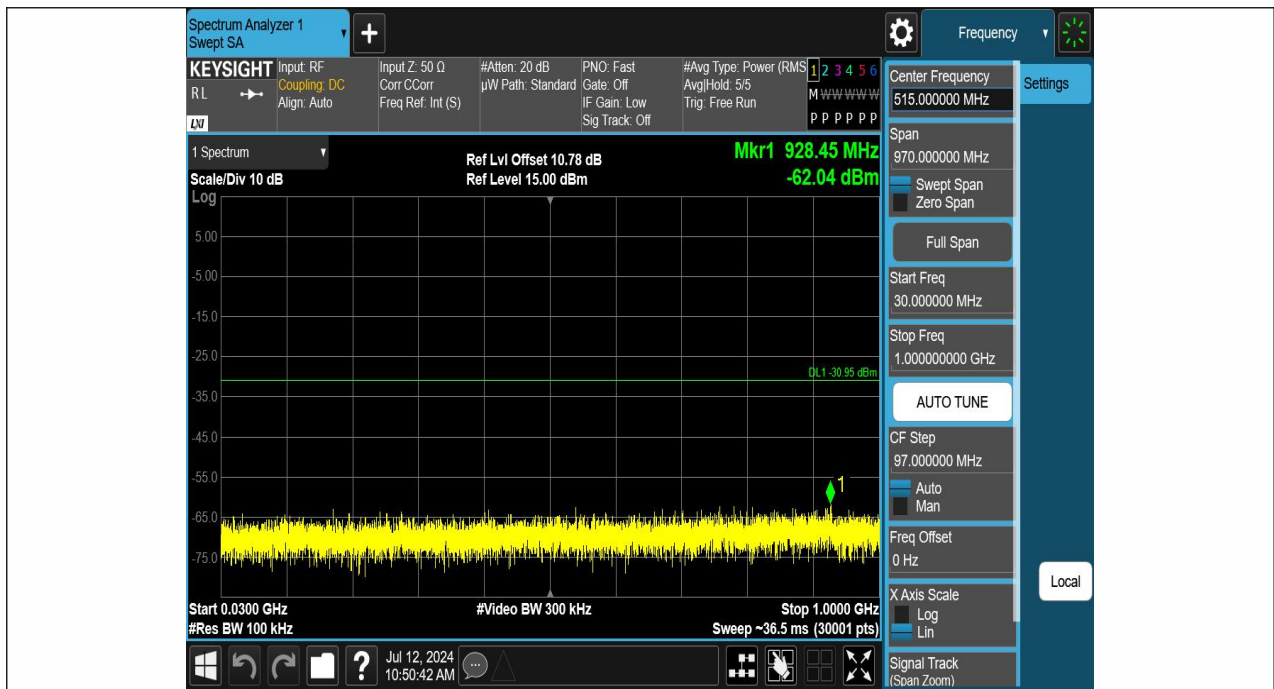 Spectrum Analyzer 1
Swept SA
+
Frequency
KEYSIGHT
RL
LXI
Input: RF
Coupling: DC
Align: Auto
Input Z: 50 Ω
Corr CCorr
Freq Ref: Int (S)
#Atten: 20 dB
µW Path: Standard
PNO: Fast
Gate: Off
IF Gain: Low
Sig Track: Off
#Avg Type: Power (RMS
Avg|Hold: 5/5
Trig: Free Run
1 2 3 4 5 6
M W W W W W
P P P P P P
1 Spectrum
Scale/Div 10 dB
Log
Ref Lvl Offset 10.78 dB
Ref Level 15.00 dBm
Mkr1 928.45 MHz
-62.04 dBm
5.00
-5.00
-15.0
-25.0
DL1 -30.95 dBm
-35.0
-45.0
-55.0
1
-65.0
-75.0
Start 0.0300 GHz
#Video BW 300 kHz
Stop 1.0000 GHz
#Res BW 100 kHz
Sweep ~36.5 ms (30001 pts)
?
Jul 12, 2024
10:50:42 AM
Center Frequency
515.000000 MHz
Span
970.000000 MHz
Swept Span
Zero Span
Full Span
Start Freq
30.000000 MHz
Stop Freq
1.000000000 GHz
AUTO TUNE
CF Step
97.000000 MHz
Auto
Man
Freq Offset
0 Hz
X Axis Scale
Log
Lin
Signal Track
(Span Zoom)
Settings
Local